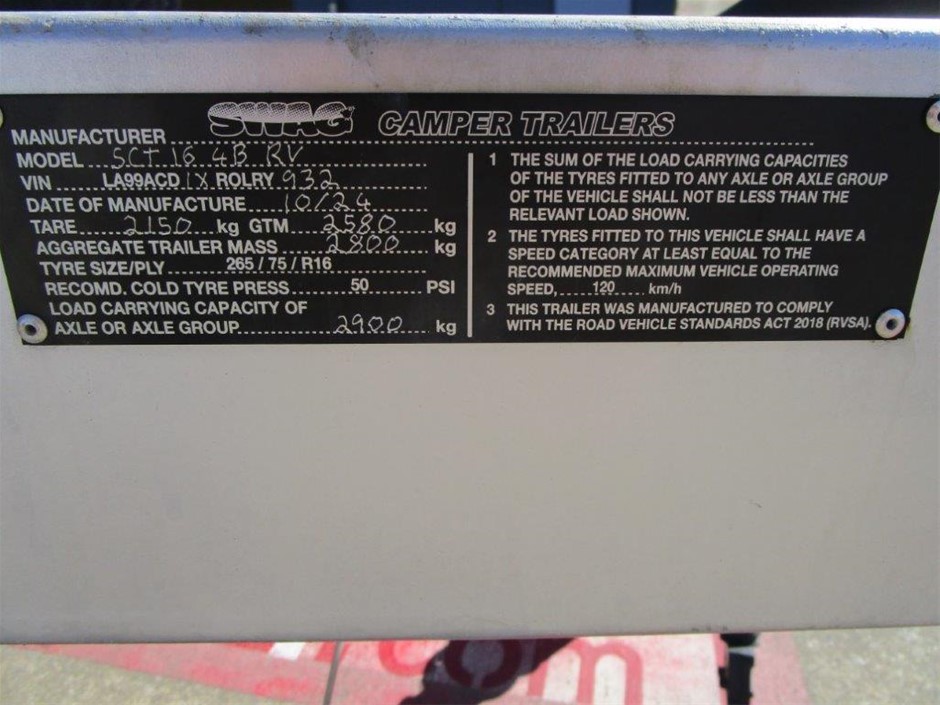 MANUFACTURER SWAG CAMPER TRAILERS
MODEL SCT 16 4B RV
VIN LA99ACD1X ROLRY 932
DATE OF MANUFACTURE 10/24
TARE 2150 kg GTM 2580 kg
AGGREGATE TRAILER MASS 2800 kg
TYRE SIZE/PLY 265 / 75 / R16
RECOMD. COLD TYRE PRESS 50 PSI
LOAD CARRYING CAPACITY OF
AXLE OR AXLE GROUP 2900 kg
1 THE SUM OF THE LOAD CARRYING CAPACITIES
OF THE TYRES FITTED TO ANY AXLE OR AXLE GROUP
OF THE VEHICLE SHALL NOT BE LESS THAN THE
RELEVANT LOAD SHOWN.
2 THE TYRES FITTED TO THIS VEHICLE SHALL HAVE A
SPEED CATEGORY AT LEAST EQUAL TO THE
RECOMMENDED MAXIMUM VEHICLE OPERATING
SPEED, 120 km/h
3 THIS TRAILER WAS MANUFACTURED TO COMPLY
WITH THE ROAD VEHICLE STANDARDS ACT 2018 (RVSA).
com